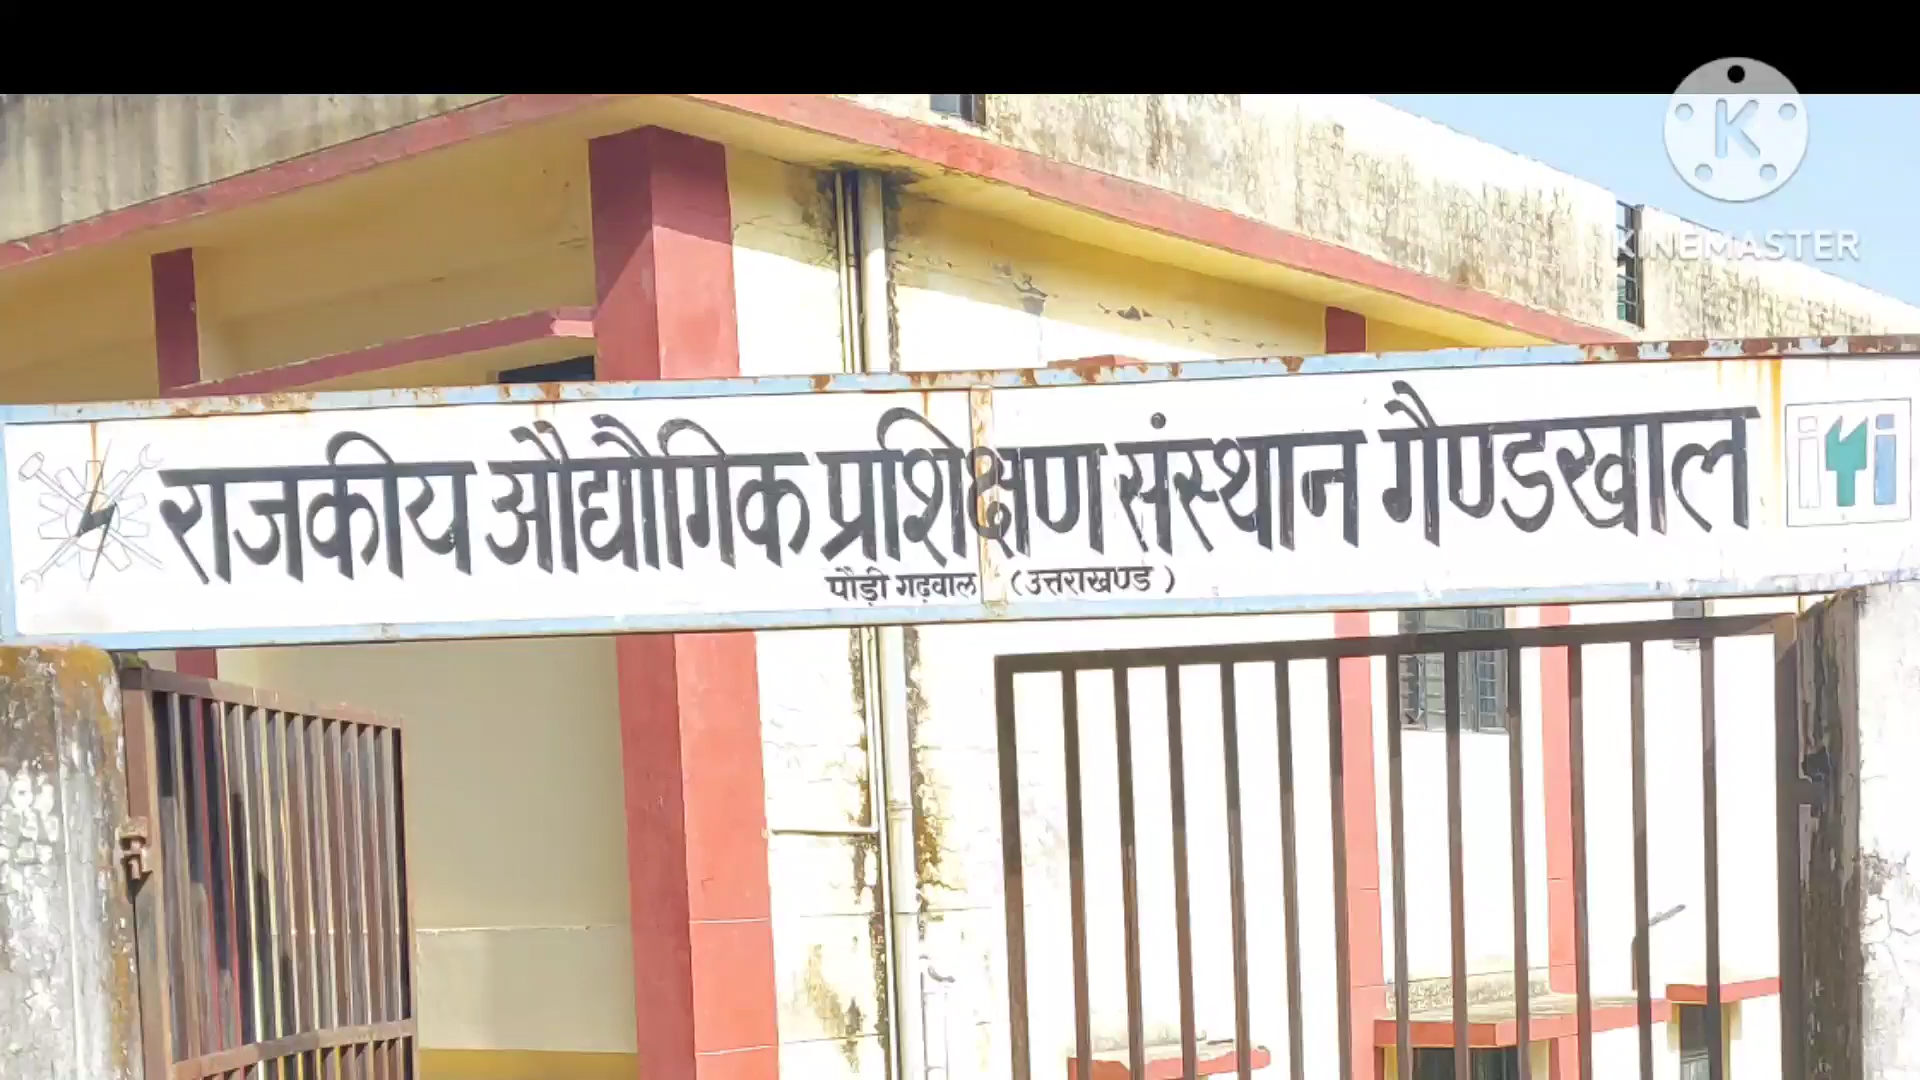 K
KINEMASTER
राजकीय औद्यौगिक प्रशिक्षण संस्थान गैण्डखाल
iti
पौड़ी गढ़वाल (उत्तराखण्ड)